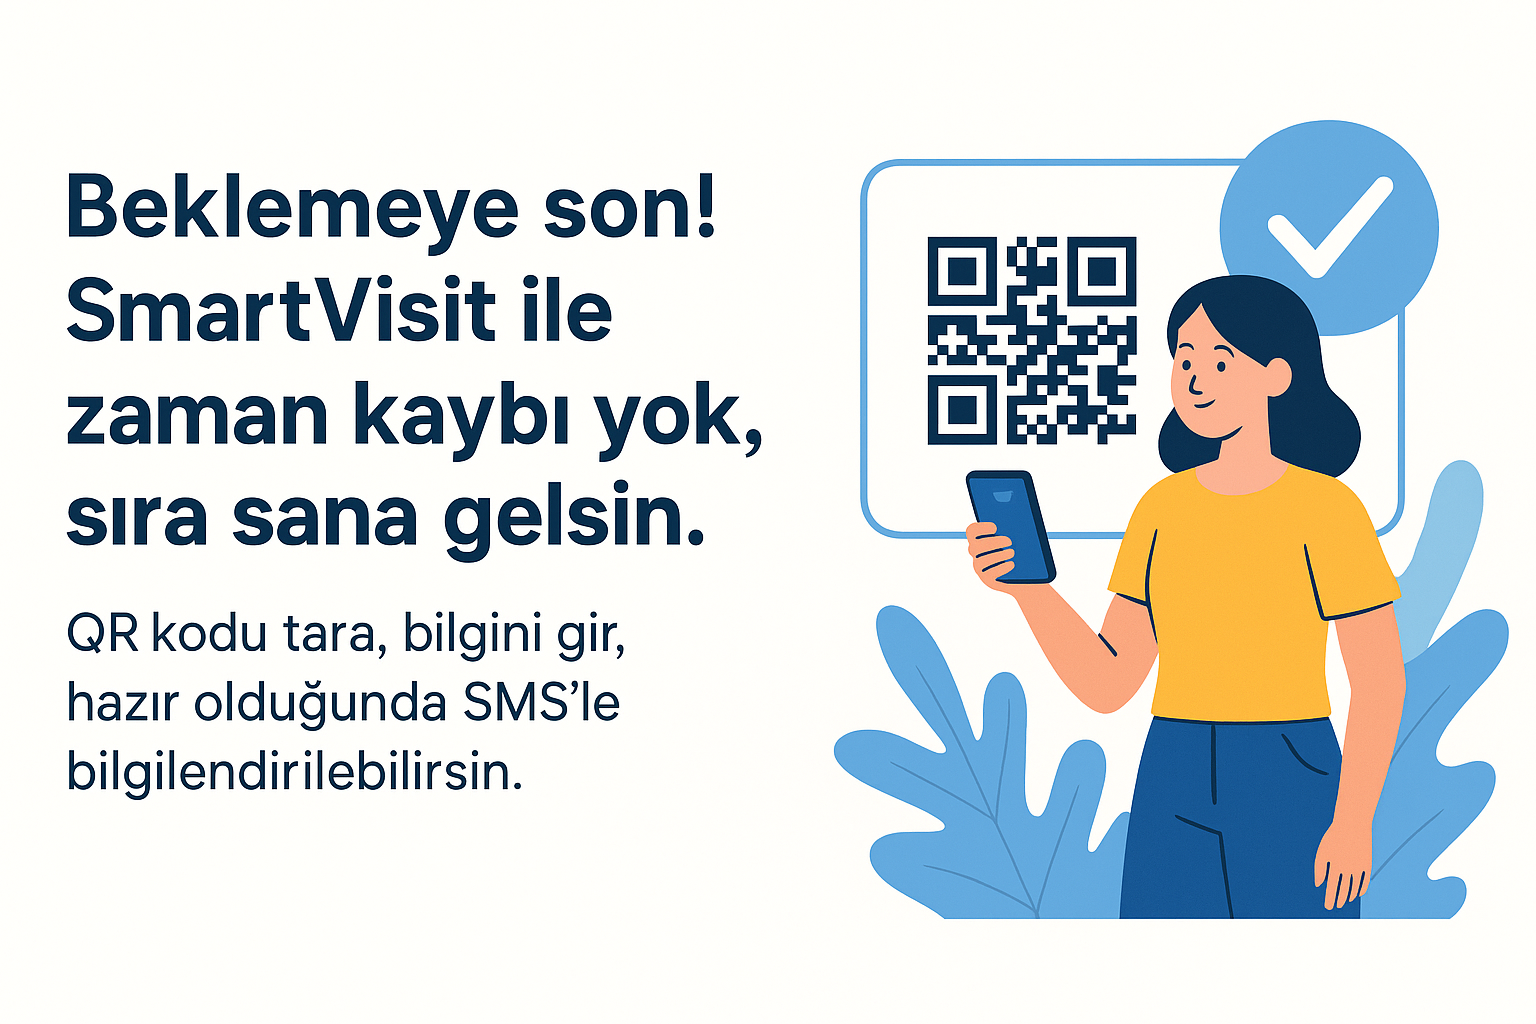 Beklemeye son!
SmartVisit ile
zaman kaybı yok,
sıra sana gelsin.
QR kodu tara, bilgini gir,
hazır olduğunda SMS’le
bilgilendirilebilirsin.